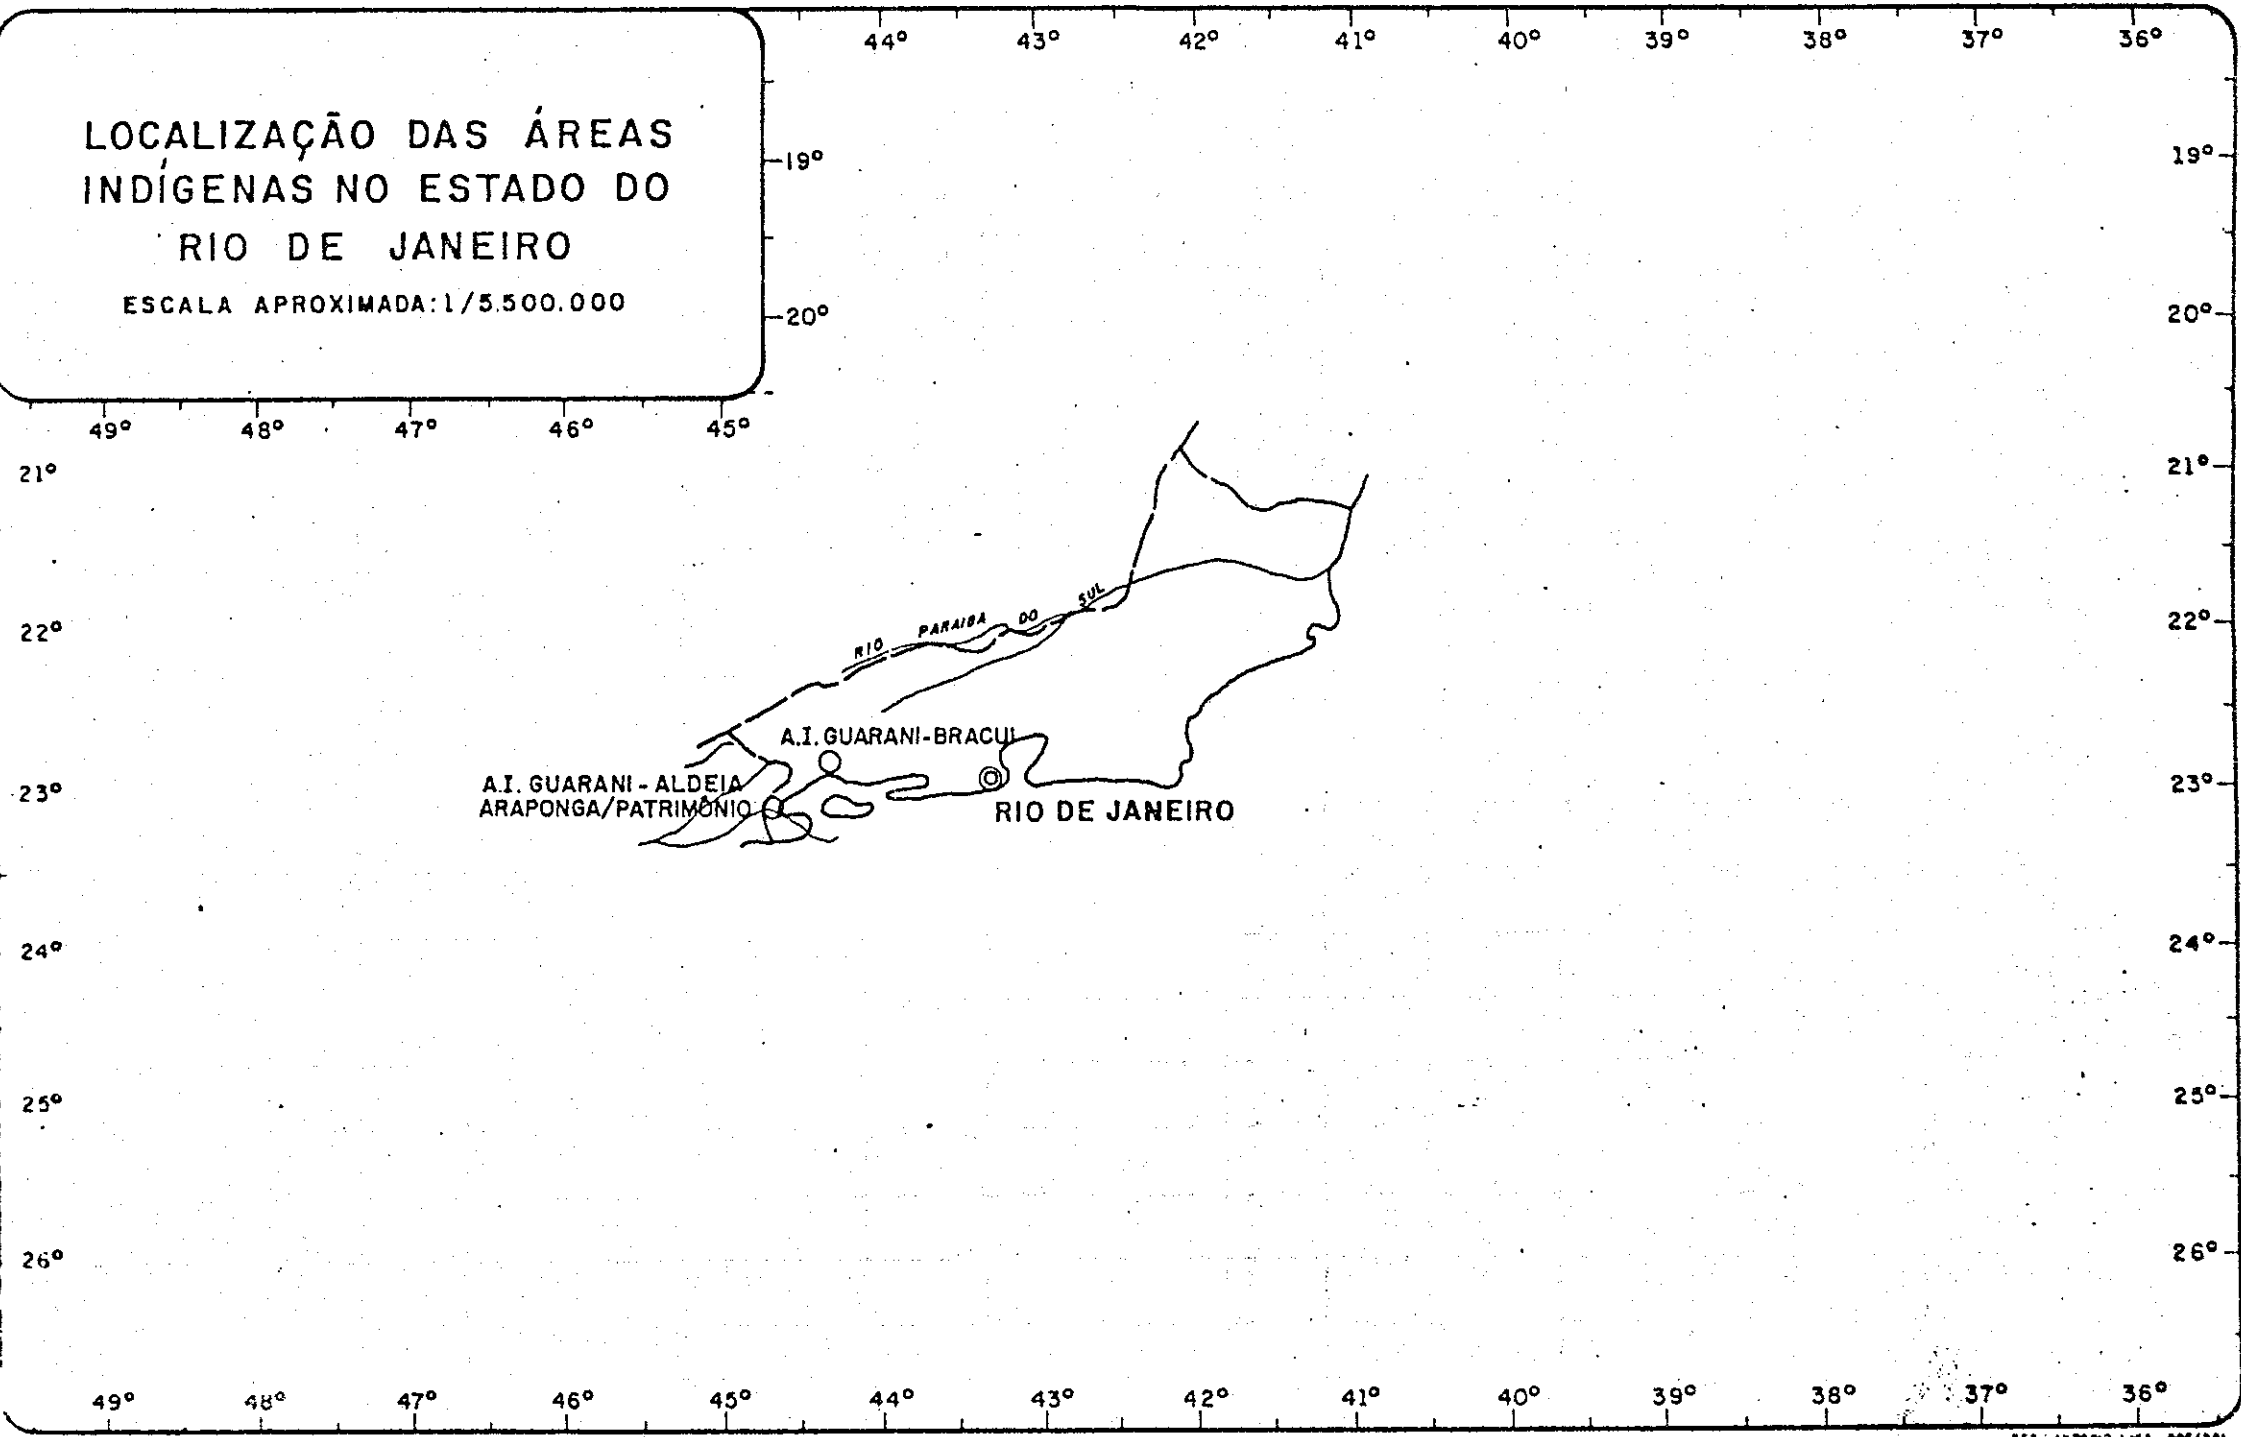 44° 43° 42° 41° 40° 39° 38° 37° 36°
LOCALIZAÇÃO DAS ÁREAS
INDÍGENAS NO ESTADO DO
RIO DE JANEIRO
ESCALA APROXIMADA: 1/5.500.000
19° 19°
20° 20°
49° 48° 47° 46° 45°
21° 21°
22° 22°
RIO PARAIBA DO SUL
A.I. GUARANI-BRACUI
A.I. GUARANI - ALDEIA
ARAPONGA/PATRIMÔNIO
23° 23°
RIO DE JANEIRO
24° 24°
25° 25°
26° 26°
49° 48° 47° 46° 45° 44° 43° 42° 41° 40° 39° 38° 37° 36°